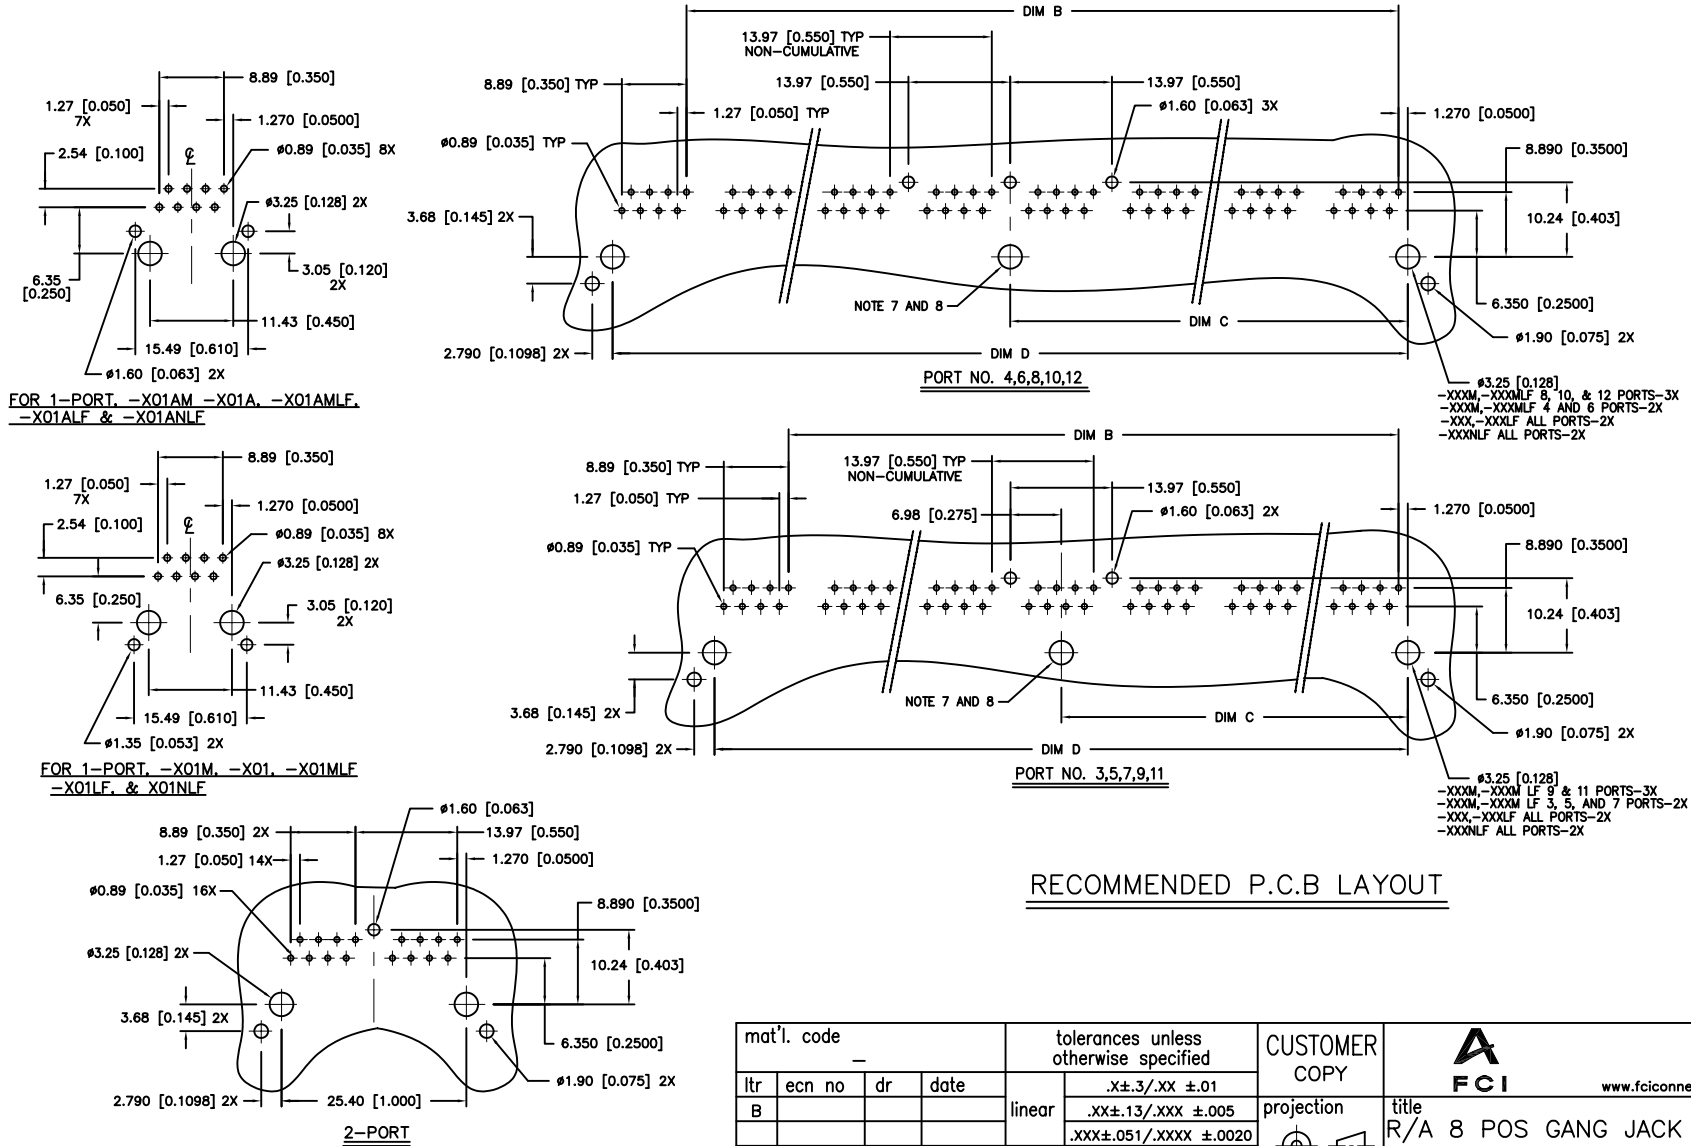 8.89 [0.350]
1.27 [0.050]
7X
1.270 [0.0500]
2.54 [0.100]
℄
ø0.89 [0.035] 8X
ø3.25 [0.128] 2X
6.35
[0.250]
3.05 [0.120]
2X
11.43 [0.450]
15.49 [0.610]
ø1.60 [0.063] 2X
FOR 1-PORT, -X01AM -X01A, -X01AMLF,
-X01ALF & -X01ANLF
8.89 [0.350]
1.27 [0.050]
7X
1.270 [0.0500]
2.54 [0.100]
℄
ø0.89 [0.035] 8X
ø3.25 [0.128] 2X
6.35 [0.250]
3.05 [0.120]
2X
11.43 [0.450]
15.49 [0.610]
ø1.35 [0.053] 2X
FOR 1-PORT, -X01M, -X01, -X01MLF
-X01LF, & X01NLF
ø1.60 [0.063]
8.89 [0.350] 2X
13.97 [0.550]
1.27 [0.050] 14X
1.270 [0.0500]
ø0.89 [0.035] 16X
8.890 [0.3500]
ø3.25 [0.128] 2X
10.24 [0.403]
3.68 [0.145] 2X
6.350 [0.2500]
ø1.90 [0.075] 2X
2.790 [0.1098] 2X
25.40 [1.000]
2-PORT
DIM B
13.97 [0.550] TYP
NON-CUMULATIVE
8.89 [0.350] TYP
13.97 [0.550]
13.97 [0.550]
ø1.60 [0.063] 3X
1.27 [0.050] TYP
1.270 [0.0500]
ø0.89 [0.035] TYP
8.890 [0.3500]
3.68 [0.145] 2X
10.24 [0.403]
NOTE 7 AND 8
6.350 [0.2500]
DIM C
ø1.90 [0.075] 2X
2.790 [0.1098] 2X
DIM D
PORT NO. 4,6,8,10,12
ø3.25 [0.128]
-XXXM,-XXXMLF 8, 10, & 12 PORTS-3X
-XXXM,-XXXMLF 4 AND 6 PORTS-2X
-XXX,-XXXLF ALL PORTS-2X
-XXXNLF ALL PORTS-2X
DIM B
8.89 [0.350] TYP
13.97 [0.550] TYP
NON-CUMULATIVE
13.97 [0.550]
1.27 [0.050] TYP
6.98 [0.275]
ø1.60 [0.063] 2X
1.270 [0.0500]
ø0.89 [0.035] TYP
8.890 [0.3500]
10.24 [0.403]
NOTE 7 AND 8
6.350 [0.2500]
3.68 [0.145] 2X
DIM C
ø1.90 [0.075] 2X
2.790 [0.1098] 2X
DIM D
PORT NO. 3,5,7,9,11
ø3.25 [0.128]
-XXXM,-XXXM LF 9 & 11 PORTS-3X
-XXXM,-XXXM LF 3, 5, AND 7 PORTS-2X
-XXX,-XXXLF ALL PORTS-2X
-XXXNLF ALL PORTS-2X
RECOMMENDED P.C.B LAYOUT
mat'l. code
–
tolerances unless
otherwise specified
CUSTOMER
COPY
FCI
www.fciconne
ltr ecn no dr date
B
linear
.X±.3/.XX ±.01
.XX±.13/.XXX ±.005
.XXX±.051/.XXXX ±.0020
projection
title
R/A 8 POS GANG JACK